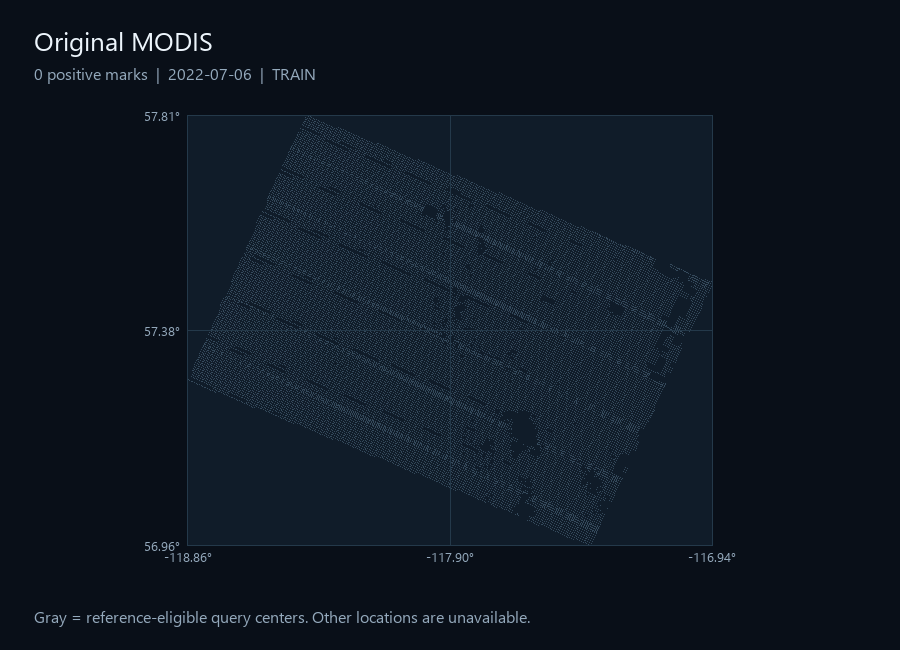 Original MODIS
0 positive marks | 2022-07-06 | TRAIN
57.81°
57.38°
56.96°
-118.86°
-117.90°
-116.94°
Gray = reference-eligible query centers. Other locations are unavailable.